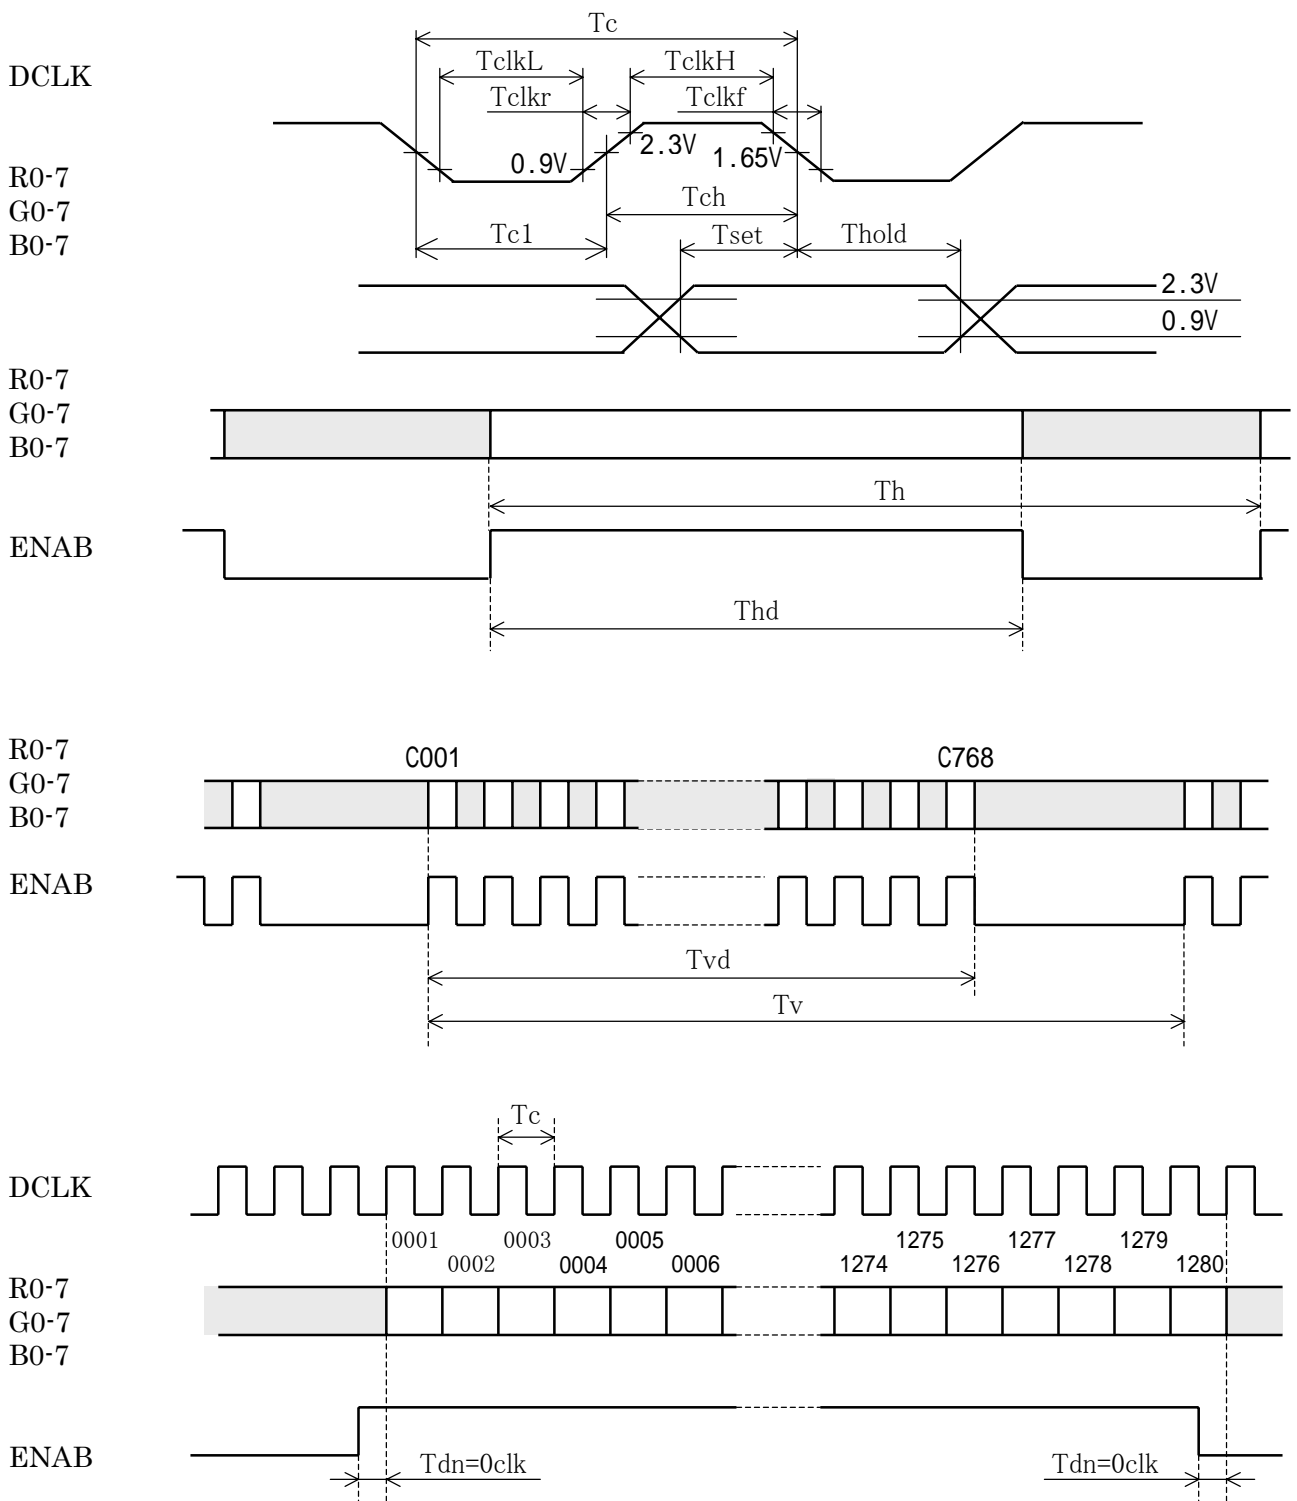 Tc
DCLK
TclkL
TclkH
Tclkr
Tclkf
0.9V
2.3V
1.65V
R0-7
G0-7
B0-7
Tch
Tc1
Tset
Thold
2.3V
0.9V
R0-7
G0-7
B0-7
Th
ENAB
Thd
R0-7
G0-7
B0-7
C001
C768
ENAB
Tvd
Tv
Tc
DCLK
0001 0003 0005 1275 1277 1279
0002 0004 0006 1274 1276 1278 1280
R0-7
G0-7
B0-7
ENAB
Tdn=0clk
Tdn=0clk